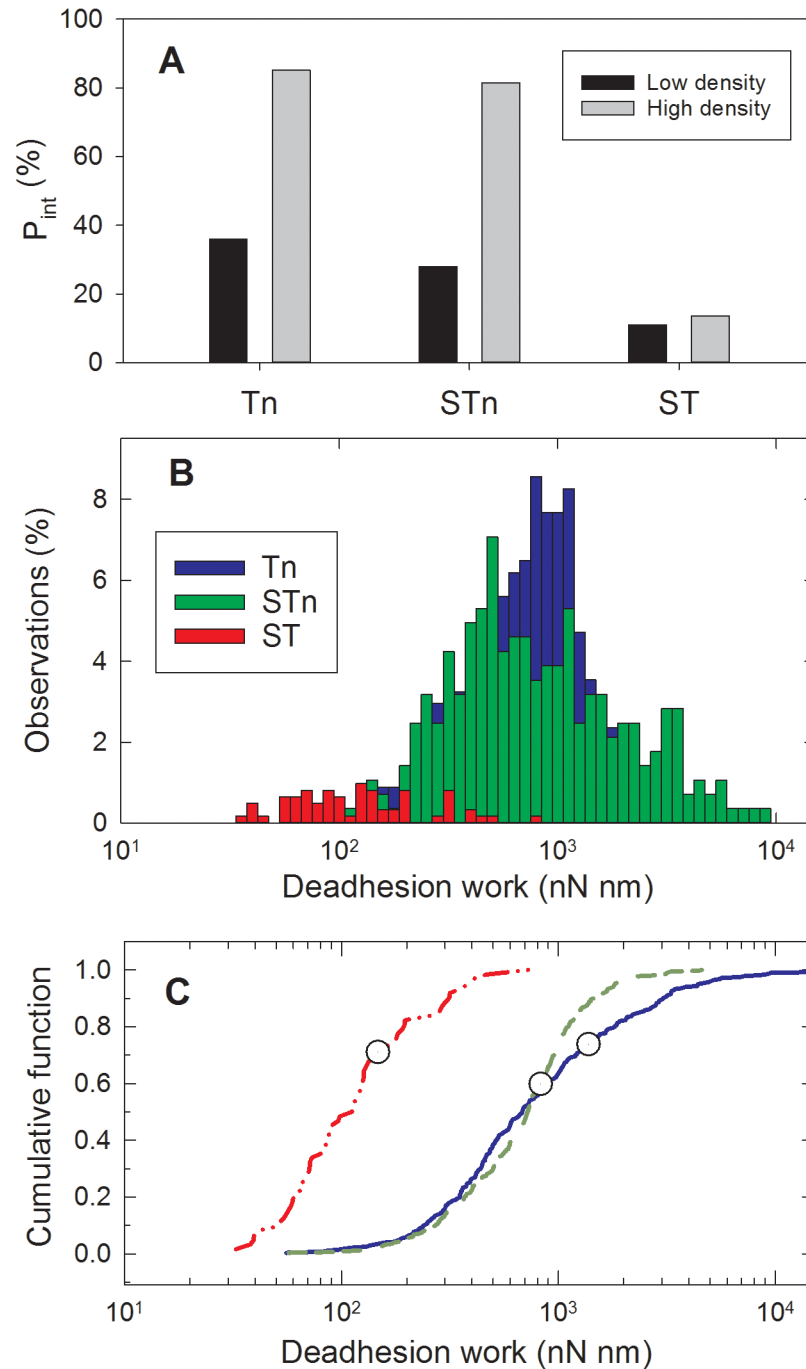 A
P_int (%)
100
80
60
40
20
0
Low density
High density
Tn STn ST
B
Observations (%)
8
6
4
2
0
Tn
STn
ST
10^1 10^2 10^3 10^4
Deadhesion work (nN nm)
C
Cumulative function
1.0
0.8
0.6
0.4
0.2
0.0
10^1 10^2 10^3 10^4
Deadhesion work (nN nm)